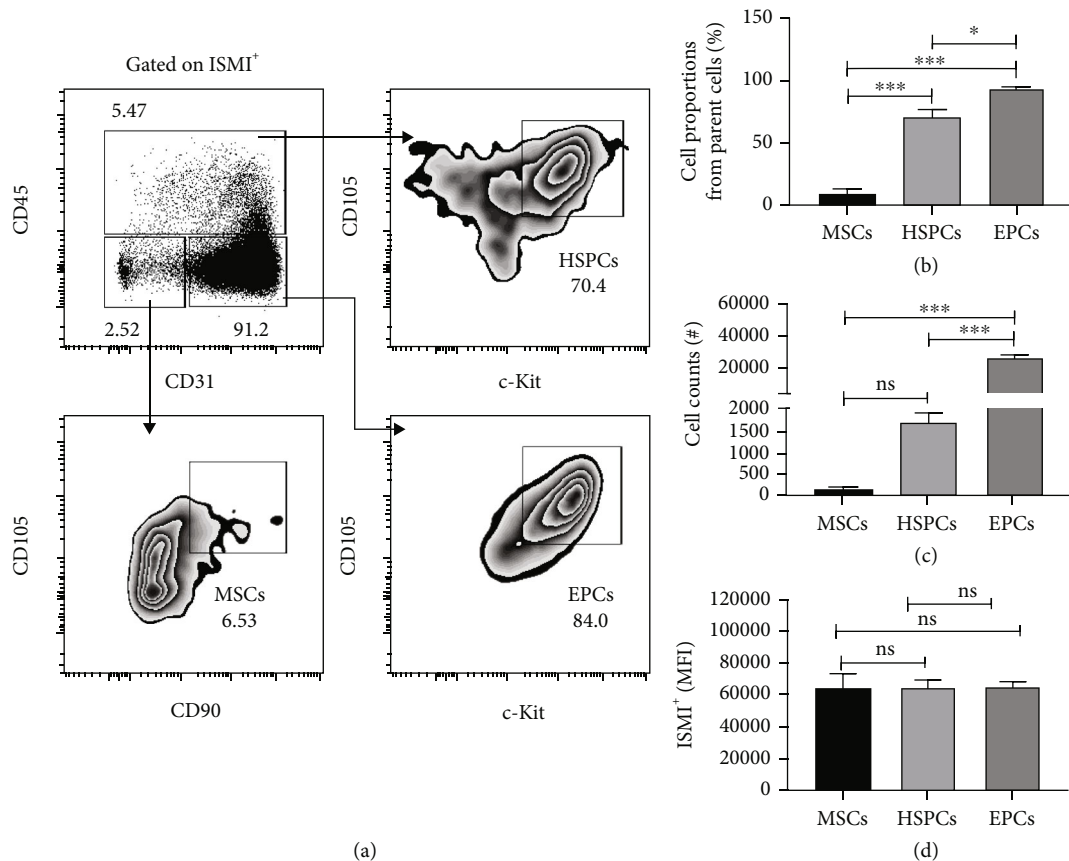 Gated on ISMI⁺
5.47
CD45
2.52
91.2
CD31
CD105
HSPCs
70.4
c-Kit
CD105
MSCs
6.53
CD90
CD105
EPCs
84.0
c-Kit
(a)
Cell proportions
from parent cells (%)
150
100
50
0
*
***
***
MSCs
HSPCs
EPCs
(b)
Cell counts (#)
60000
40000
20000
2000
1500
1000
500
0
***
***
ns
MSCs
HSPCs
EPCs
(c)
ISMI⁺ (MFI)
120000
100000
80000
60000
40000
20000
0
ns
ns
ns
MSCs
HSPCs
EPCs
(d)